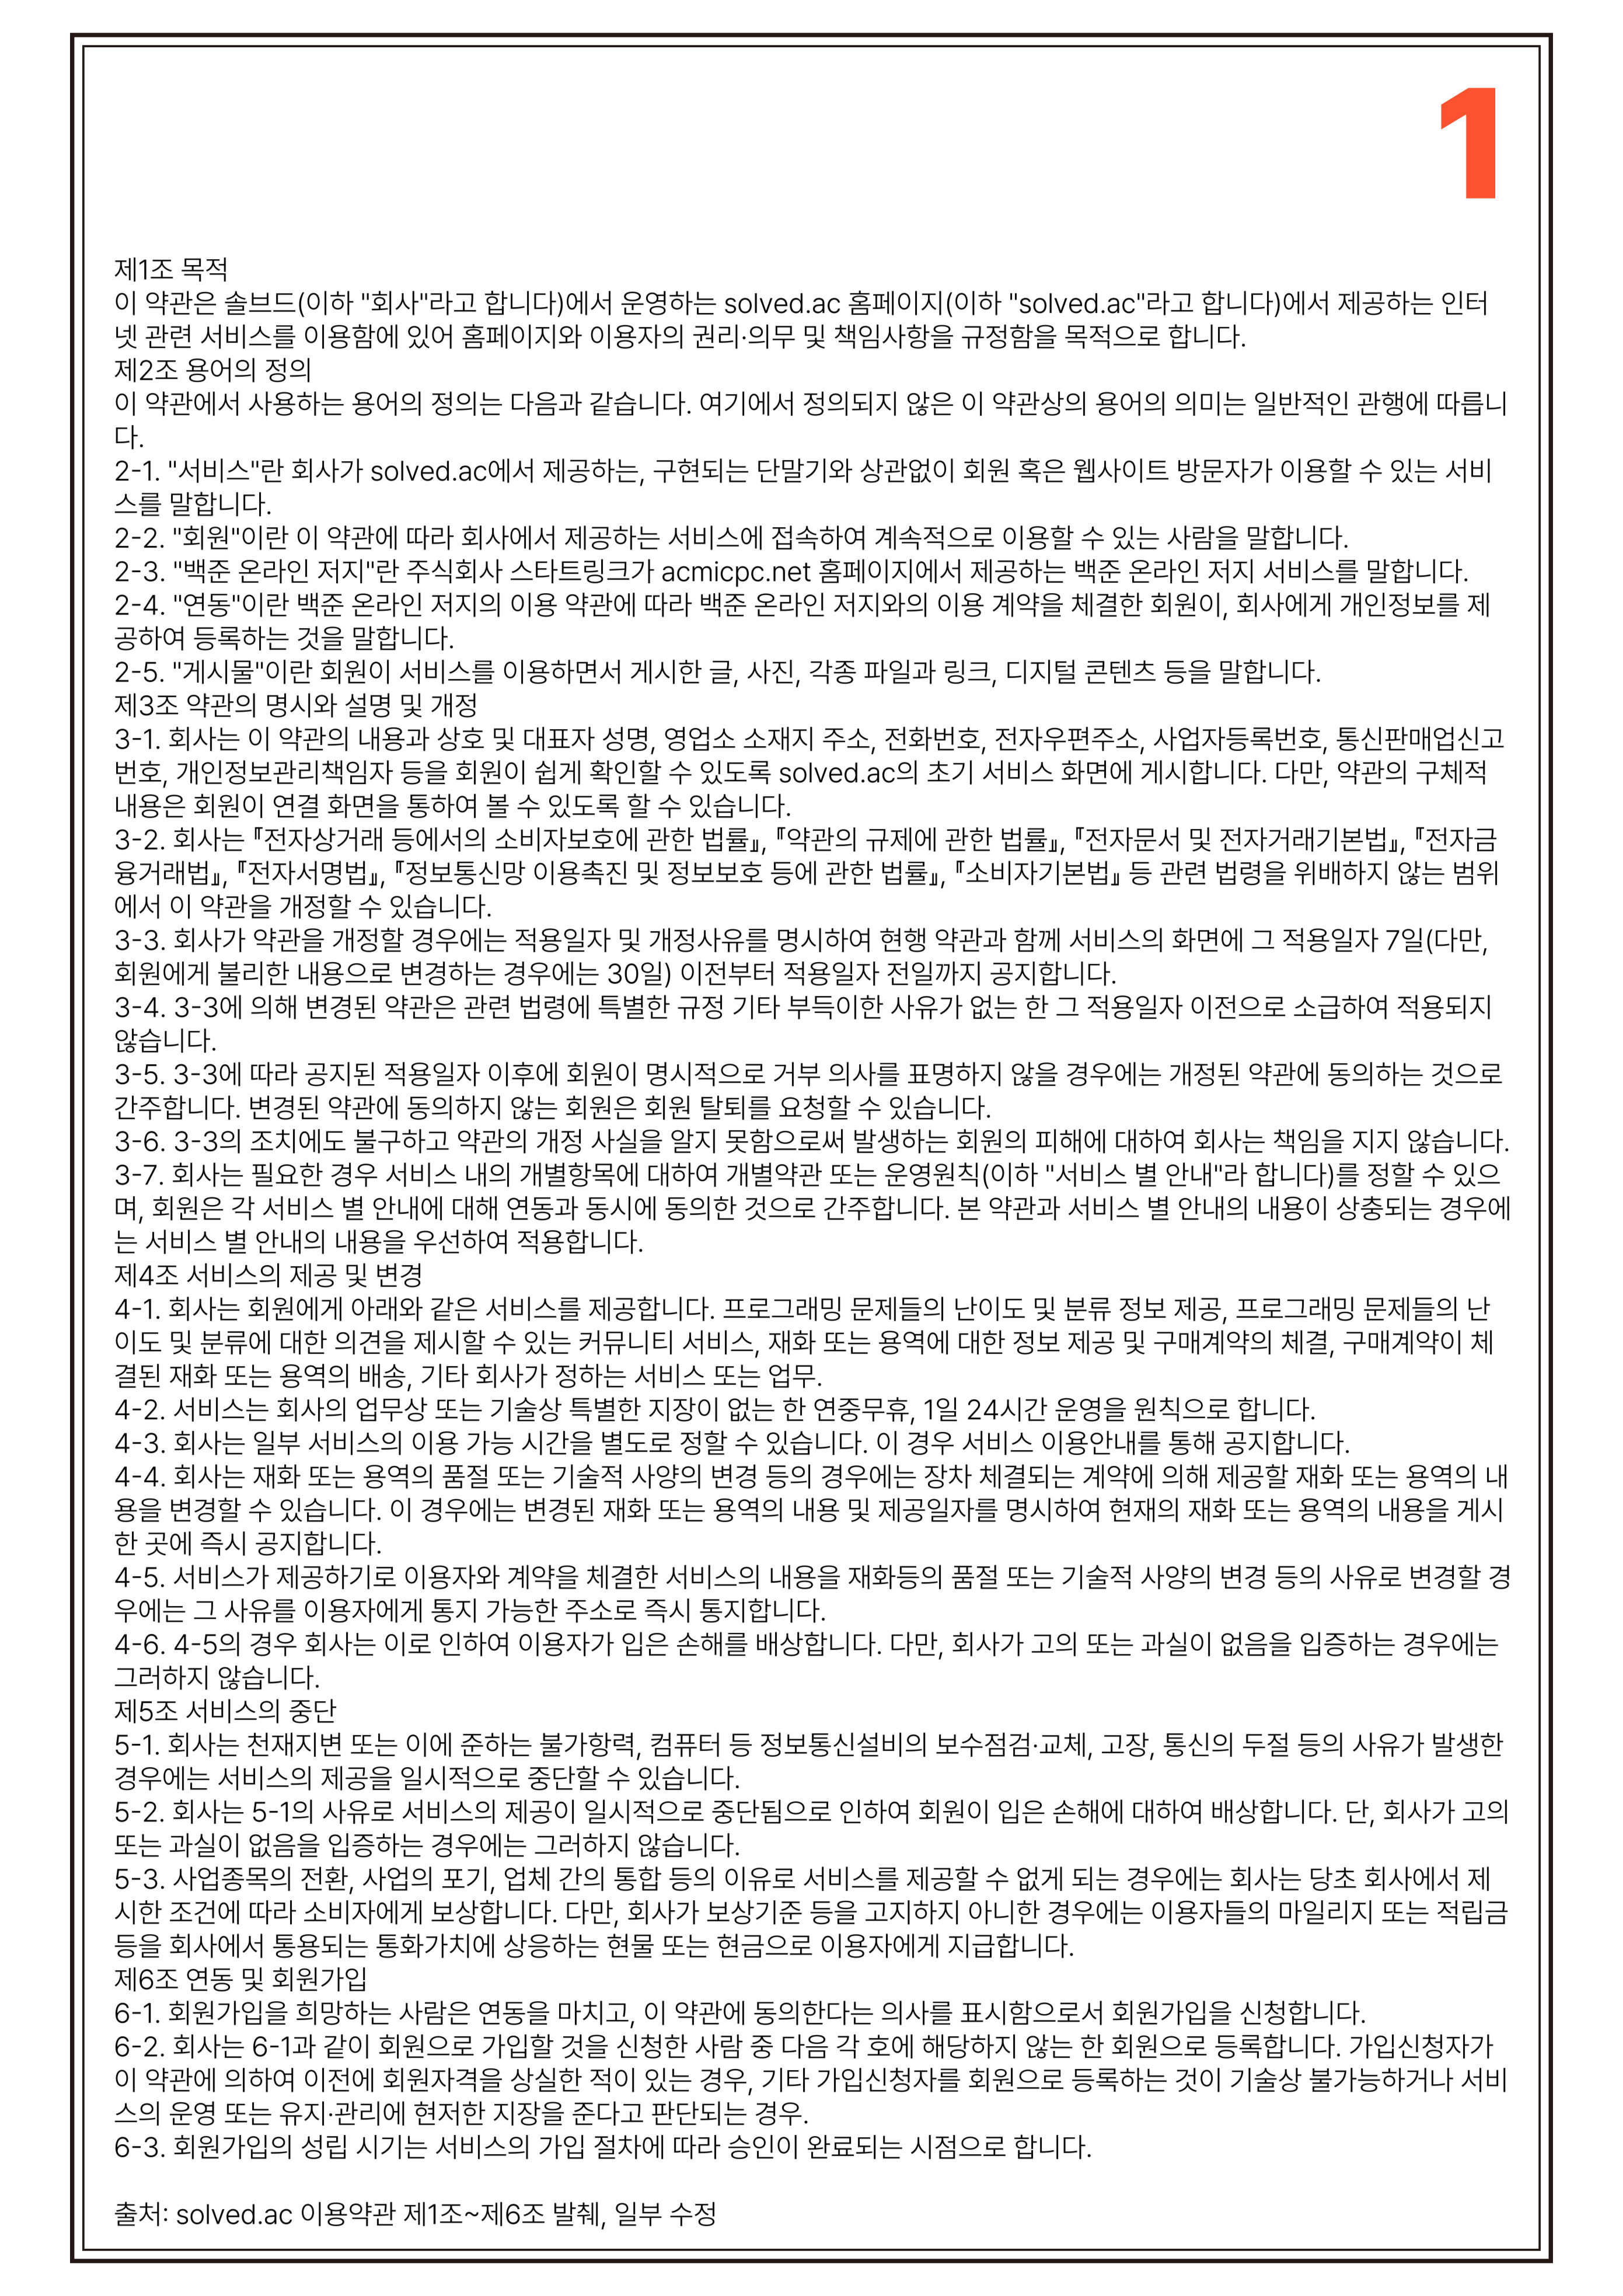 1
제1조 목적
이 약관은 솔브드(이하 "회사"라고 합니다)에서 운영하는 solved.ac 홈페이지(이하 "solved.ac"라고 합니다)에서 제공하는 인터
넷 관련 서비스를 이용함에 있어 홈페이지와 이용자의 권리·의무 및 책임사항을 규정함을 목적으로 합니다.
제2조 용어의 정의
이 약관에서 사용하는 용어의 정의는 다음과 같습니다. 여기에서 정의되지 않은 이 약관상의 용어의 의미는 일반적인 관행에 따릅니
다.
2-1. "서비스"란 회사가 solved.ac에서 제공하는, 구현되는 단말기와 상관없이 회원 혹은 웹사이트 방문자가 이용할 수 있는 서비
스를 말합니다.
2-2. "회원"이란 이 약관에 따라 회사에서 제공하는 서비스에 접속하여 계속적으로 이용할 수 있는 사람을 말합니다.
2-3. "백준 온라인 저지"란 주식회사 스타트링크가 acmicpc.net 홈페이지에서 제공하는 백준 온라인 저지 서비스를 말합니다.
2-4. "연동"이란 백준 온라인 저지의 이용 약관에 따라 백준 온라인 저지와의 이용 계약을 체결한 회원이, 회사에게 개인정보를 제
공하여 등록하는 것을 말합니다.
2-5. "게시물"이란 회원이 서비스를 이용하면서 게시한 글, 사진, 각종 파일과 링크, 디지털 콘텐츠 등을 말합니다.
제3조 약관의 명시와 설명 및 개정
3-1. 회사는 이 약관의 내용과 상호 및 대표자 성명, 영업소 소재지 주소, 전화번호, 전자우편주소, 사업자등록번호, 통신판매업신고
번호, 개인정보관리책임자 등을 회원이 쉽게 확인할 수 있도록 solved.ac의 초기 서비스 화면에 게시합니다. 다만, 약관의 구체적
내용은 회원이 연결 화면을 통하여 볼 수 있도록 할 수 있습니다.
3-2. 회사는 『전자상거래 등에서의 소비자보호에 관한 법률』, 『약관의 규제에 관한 법률』, 『전자문서 및 전자거래기본법』, 『전자금
융거래법』, 『전자서명법』, 『정보통신망 이용촉진 및 정보보호 등에 관한 법률』, 『소비자기본법』 등 관련 법령을 위배하지 않는 범위
에서 이 약관을 개정할 수 있습니다.
3-3. 회사가 약관을 개정할 경우에는 적용일자 및 개정사유를 명시하여 현행 약관과 함께 서비스의 화면에 그 적용일자 7일(다만,
회원에게 불리한 내용으로 변경하는 경우에는 30일) 이전부터 적용일자 전일까지 공지합니다.
3-4. 3-3에 의해 변경된 약관은 관련 법령에 특별한 규정 기타 부득이한 사유가 없는 한 그 적용일자 이전으로 소급하여 적용되지
않습니다.
3-5. 3-3에 따라 공지된 적용일자 이후에 회원이 명시적으로 거부 의사를 표명하지 않을 경우에는 개정된 약관에 동의하는 것으로
간주합니다. 변경된 약관에 동의하지 않는 회원은 회원 탈퇴를 요청할 수 있습니다.
3-6. 3-3의 조치에도 불구하고 약관의 개정 사실을 알지 못함으로써 발생하는 회원의 피해에 대하여 회사는 책임을 지지 않습니다.
3-7. 회사는 필요한 경우 서비스 내의 개별항목에 대하여 개별약관 또는 운영원칙(이하 "서비스 별 안내"라 합니다)를 정할 수 있으
며, 회원은 각 서비스 별 안내에 대해 연동과 동시에 동의한 것으로 간주합니다. 본 약관과 서비스 별 안내의 내용이 상충되는 경우에
는 서비스 별 안내의 내용을 우선하여 적용합니다.
제4조 서비스의 제공 및 변경
4-1. 회사는 회원에게 아래와 같은 서비스를 제공합니다. 프로그래밍 문제들의 난이도 및 분류 정보 제공, 프로그래밍 문제들의 난
이도 및 분류에 대한 의견을 제시할 수 있는 커뮤니티 서비스, 재화 또는 용역에 대한 정보 제공 및 구매계약의 체결, 구매계약이 체
결된 재화 또는 용역의 배송, 기타 회사가 정하는 서비스 또는 업무.
4-2. 서비스는 회사의 업무상 또는 기술상 특별한 지장이 없는 한 연중무휴, 1일 24시간 운영을 원칙으로 합니다.
4-3. 회사는 일부 서비스의 이용 가능 시간을 별도로 정할 수 있습니다. 이 경우 서비스 이용안내를 통해 공지합니다.
4-4. 회사는 재화 또는 용역의 품절 또는 기술적 사양의 변경 등의 경우에는 장차 체결되는 계약에 의해 제공할 재화 또는 용역의 내
용을 변경할 수 있습니다. 이 경우에는 변경된 재화 또는 용역의 내용 및 제공일자를 명시하여 현재의 재화 또는 용역의 내용을 게시
한 곳에 즉시 공지합니다.
4-5. 서비스가 제공하기로 이용자와 계약을 체결한 서비스의 내용을 재화등의 품절 또는 기술적 사양의 변경 등의 사유로 변경할 경
우에는 그 사유를 이용자에게 통지 가능한 주소로 즉시 통지합니다.
4-6. 4-5의 경우 회사는 이로 인하여 이용자가 입은 손해를 배상합니다. 다만, 회사가 고의 또는 과실이 없음을 입증하는 경우에는
그러하지 않습니다.
제5조 서비스의 중단
5-1. 회사는 천재지변 또는 이에 준하는 불가항력, 컴퓨터 등 정보통신설비의 보수점검·교체, 고장, 통신의 두절 등의 사유가 발생한
경우에는 서비스의 제공을 일시적으로 중단할 수 있습니다.
5-2. 회사는 5-1의 사유로 서비스의 제공이 일시적으로 중단됨으로 인하여 회원이 입은 손해에 대하여 배상합니다. 단, 회사가 고의
또는 과실이 없음을 입증하는 경우에는 그러하지 않습니다.
5-3. 사업종목의 전환, 사업의 포기, 업체 간의 통합 등의 이유로 서비스를 제공할 수 없게 되는 경우에는 회사는 당초 회사에서 제
시한 조건에 따라 소비자에게 보상합니다. 다만, 회사가 보상기준 등을 고지하지 아니한 경우에는 이용자들의 마일리지 또는 적립금
등을 회사에서 통용되는 통화가치에 상응하는 현물 또는 현금으로 이용자에게 지급합니다.
제6조 연동 및 회원가입
6-1. 회원가입을 희망하는 사람은 연동을 마치고, 이 약관에 동의한다는 의사를 표시함으로서 회원가입을 신청합니다.
6-2. 회사는 6-1과 같이 회원으로 가입할 것을 신청한 사람 중 다음 각 호에 해당하지 않는 한 회원으로 등록합니다. 가입신청자가
이 약관에 의하여 이전에 회원자격을 상실한 적이 있는 경우, 기타 가입신청자를 회원으로 등록하는 것이 기술상 불가능하거나 서비
스의 운영 또는 유지·관리에 현저한 지장을 준다고 판단되는 경우.
6-3. 회원가입의 성립 시기는 서비스의 가입 절차에 따라 승인이 완료되는 시점으로 합니다.
출처: solved.ac 이용약관 제1조~제6조 발췌, 일부 수정